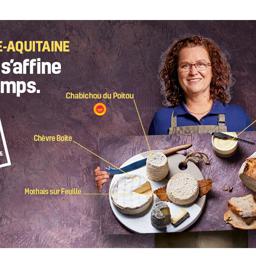 E-AQUITAINE
s'affine
mps.
Chabichou du Poitou
Chèvre Boite
Mothais sur Feuille